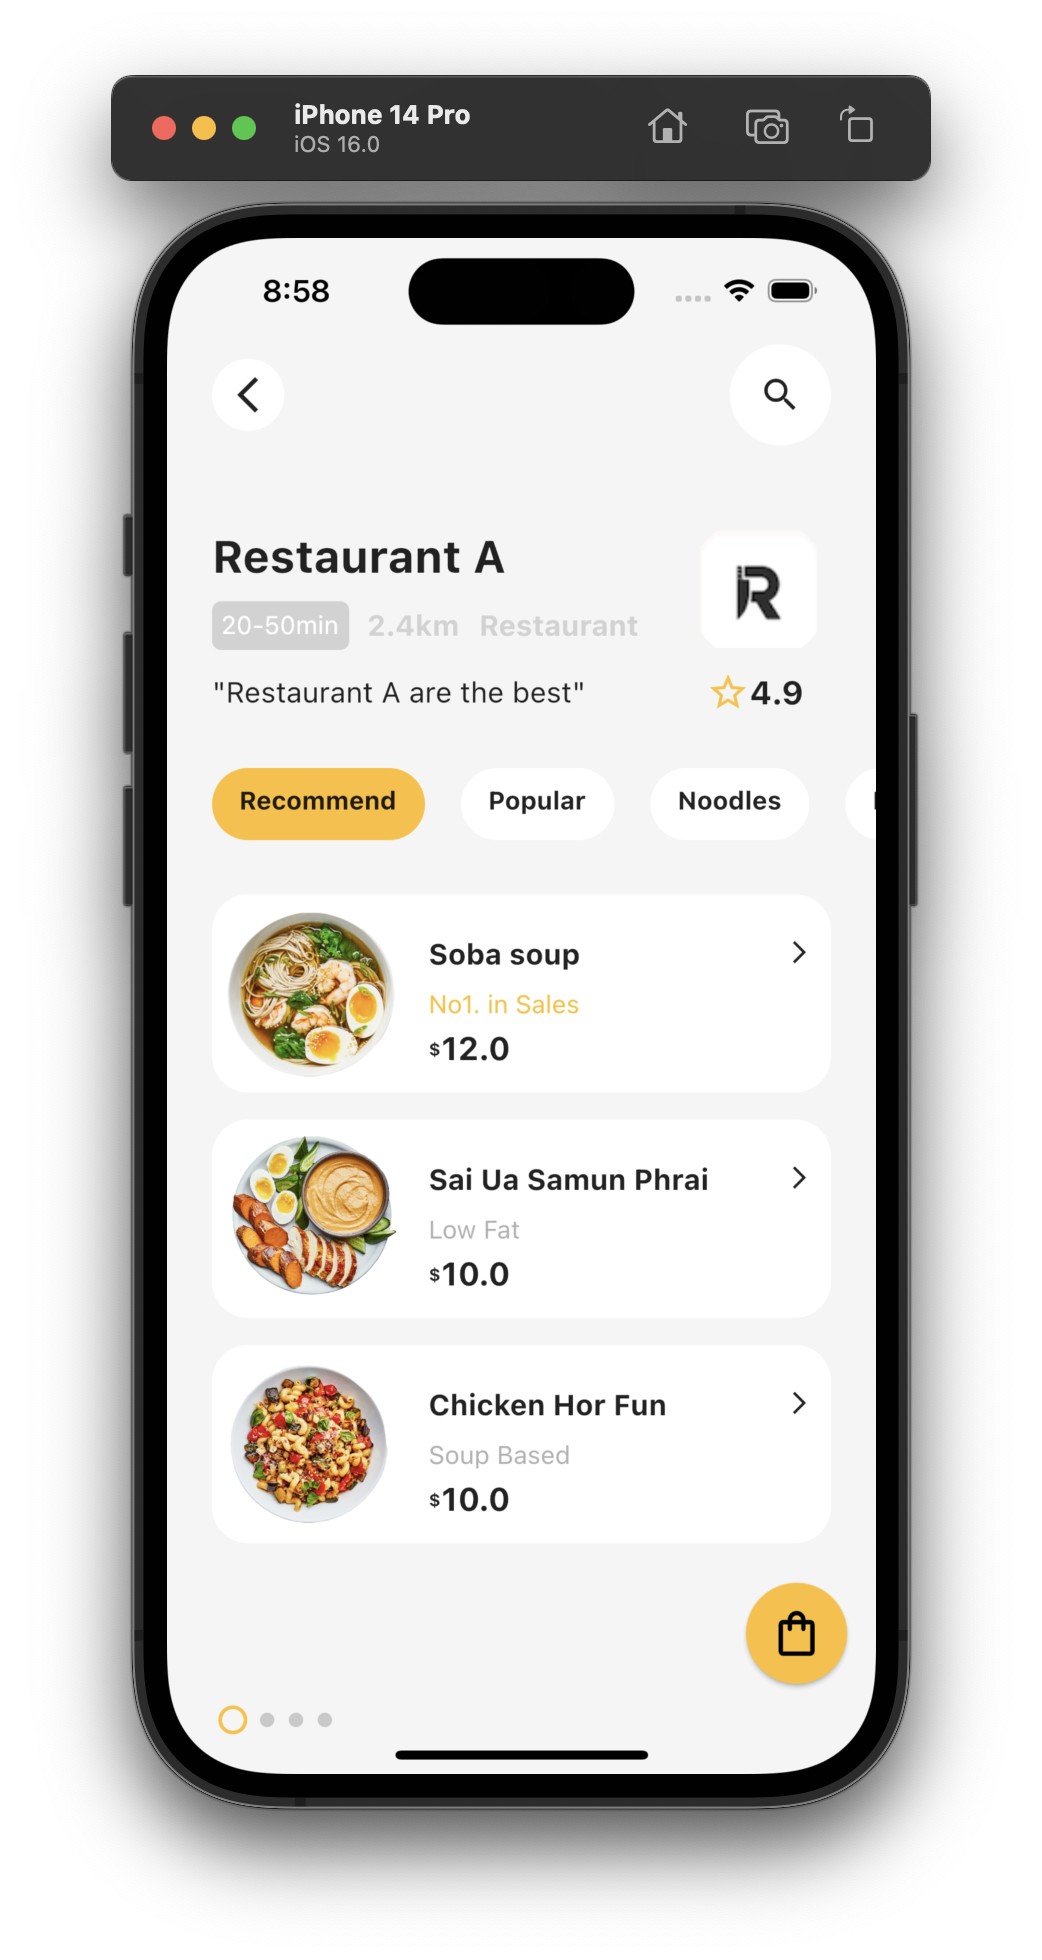 iPhone 14 Pro
iOS 16.0
8:58
Restaurant A
20-50min 2.4km Restaurant
"Restaurant A are the best"
4.9
Recommend Popular Noodles
Soba soup
No1. in Sales
$12.0
Sai Ua Samun Phrai
Low Fat
$10.0
Chicken Hor Fun
Soup Based
$10.0